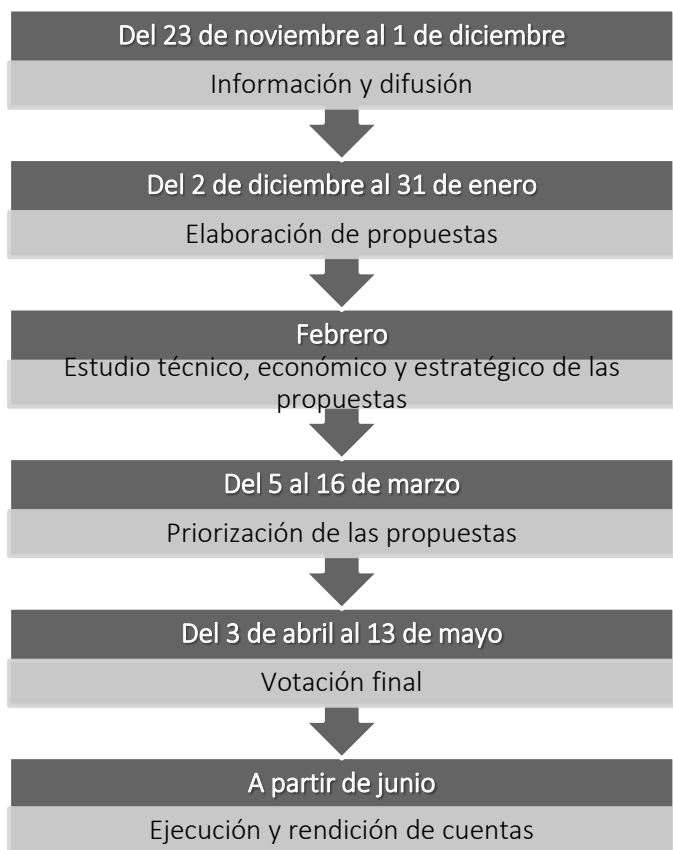 Del 23 de noviembre al 1 de diciembre
Información y difusión
Del 2 de diciembre al 31 de enero
Elaboración de propuestas
Febrero
Estudio técnico, económico y estratégico de las
propuestas
Del 5 al 16 de marzo
Priorización de las propuestas
Del 3 de abril al 13 de mayo
Votación final
A partir de junio
Ejecución y rendición de cuentas